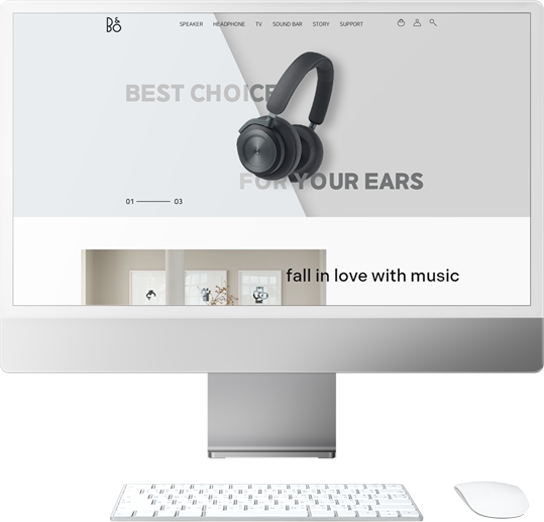 B&O
SPEAKER HEADPHONE TV SOUND BAR STORY SUPPORT
BEST CHOICE
FOR YOUR EARS
01 03
fall in love with music